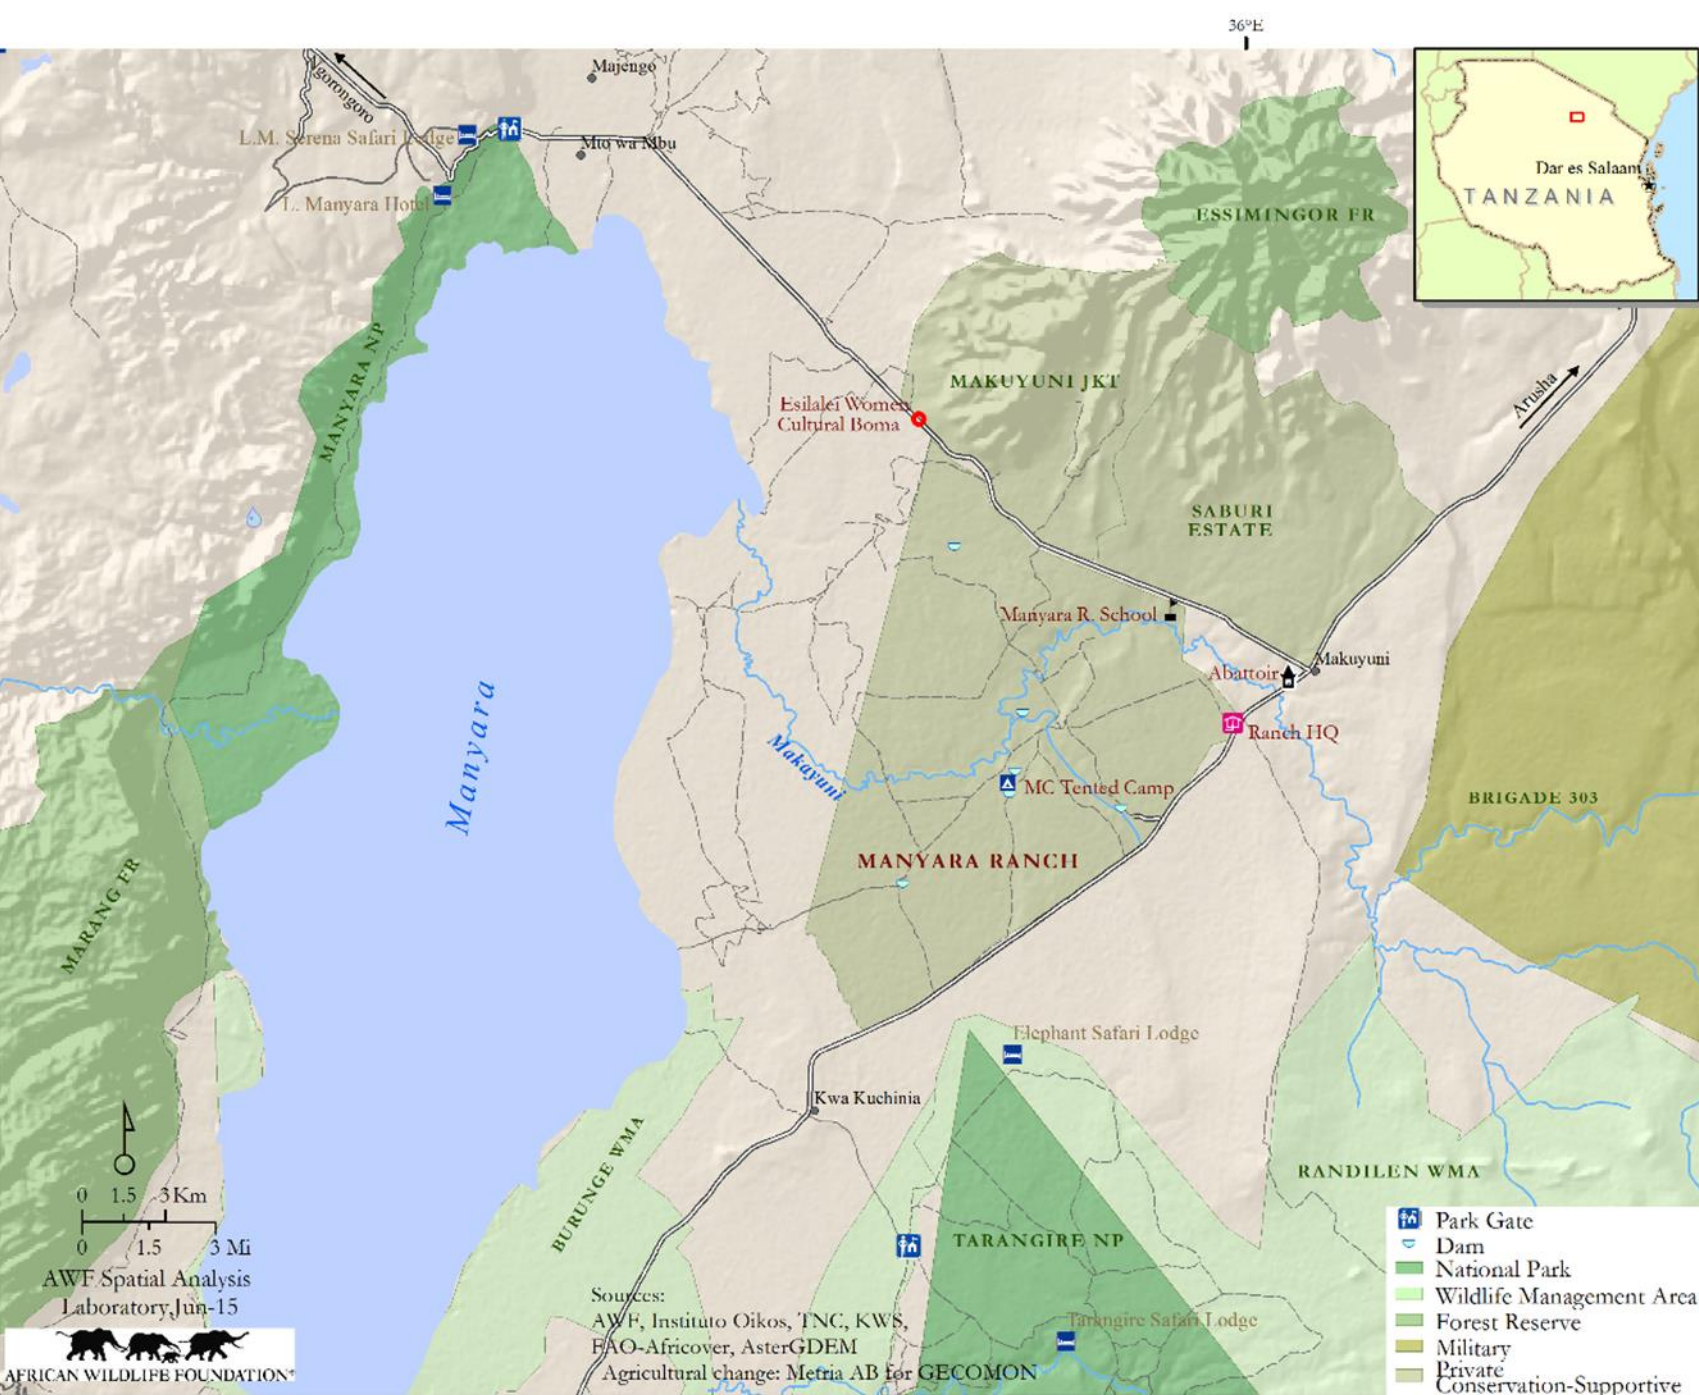 36°E
Majengo
Ngorongoro
L.M. Serena Safari Lodge
Mto wa Mbu
L. Manyara Hotel
ESSIMINGOR FR
Dar es Salaam
TANZANIA
MANYARA NP
MAKUYUNI JKT
Esilalei Women
Cultural Boma
Arusha
SABURI
ESTATE
Manyara R. School
Makuyuni
Abattoir
Ranch HQ
Manyara
Makayuni
MC Tented Camp
BRIGADE 303
MANYARA RANCH
MARANG FR
Elephant Safari Lodge
Kwa Kuchinia
BURUNGE WMA
RANDILEN WMA
TARANGIRE NP
Tarangire Safari Lodge
0 1.5 3 Km
0 1.5 3 Mi
AWF Spatial Analysis
Laboratory,Jun-15
AFRICAN WILDLIFE FOUNDATION®
Sources:
AWF, Instituto Oikos, TNC, KWS,
FAO-Africover, AsterGDEM
Agricultural change: Metria AB for GECOMON
Park Gate
Dam
National Park
Wildlife Management Area
Forest Reserve
Military
Private
Conservation-Supportive